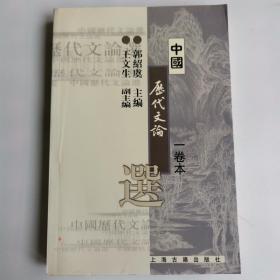 中國
歷代文論
一卷本
選
郭紹虞 主編
王文生 副主編
上海古籍出版社
中國歷代文論